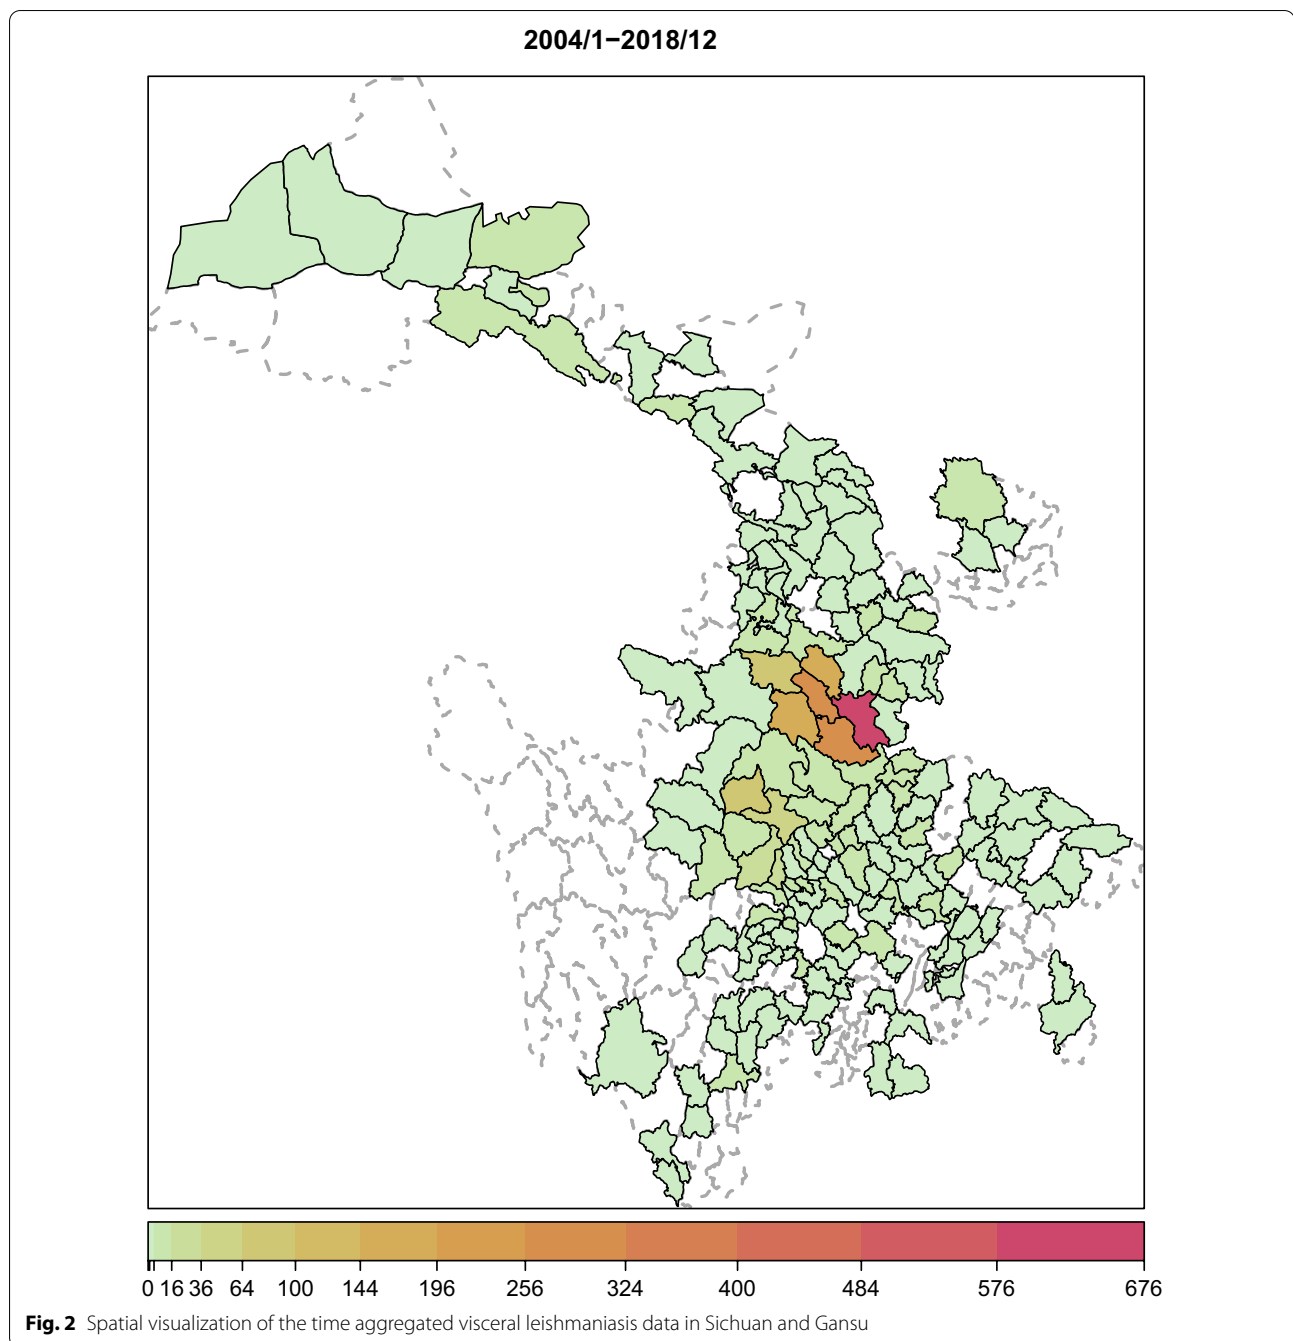 2004/1−2018/12
0 16 36 64 100 144 196 256 324 400 484 576 676
Fig. 2 Spatial visualization of the time aggregated visceral leishmaniasis data in Sichuan and Gansu